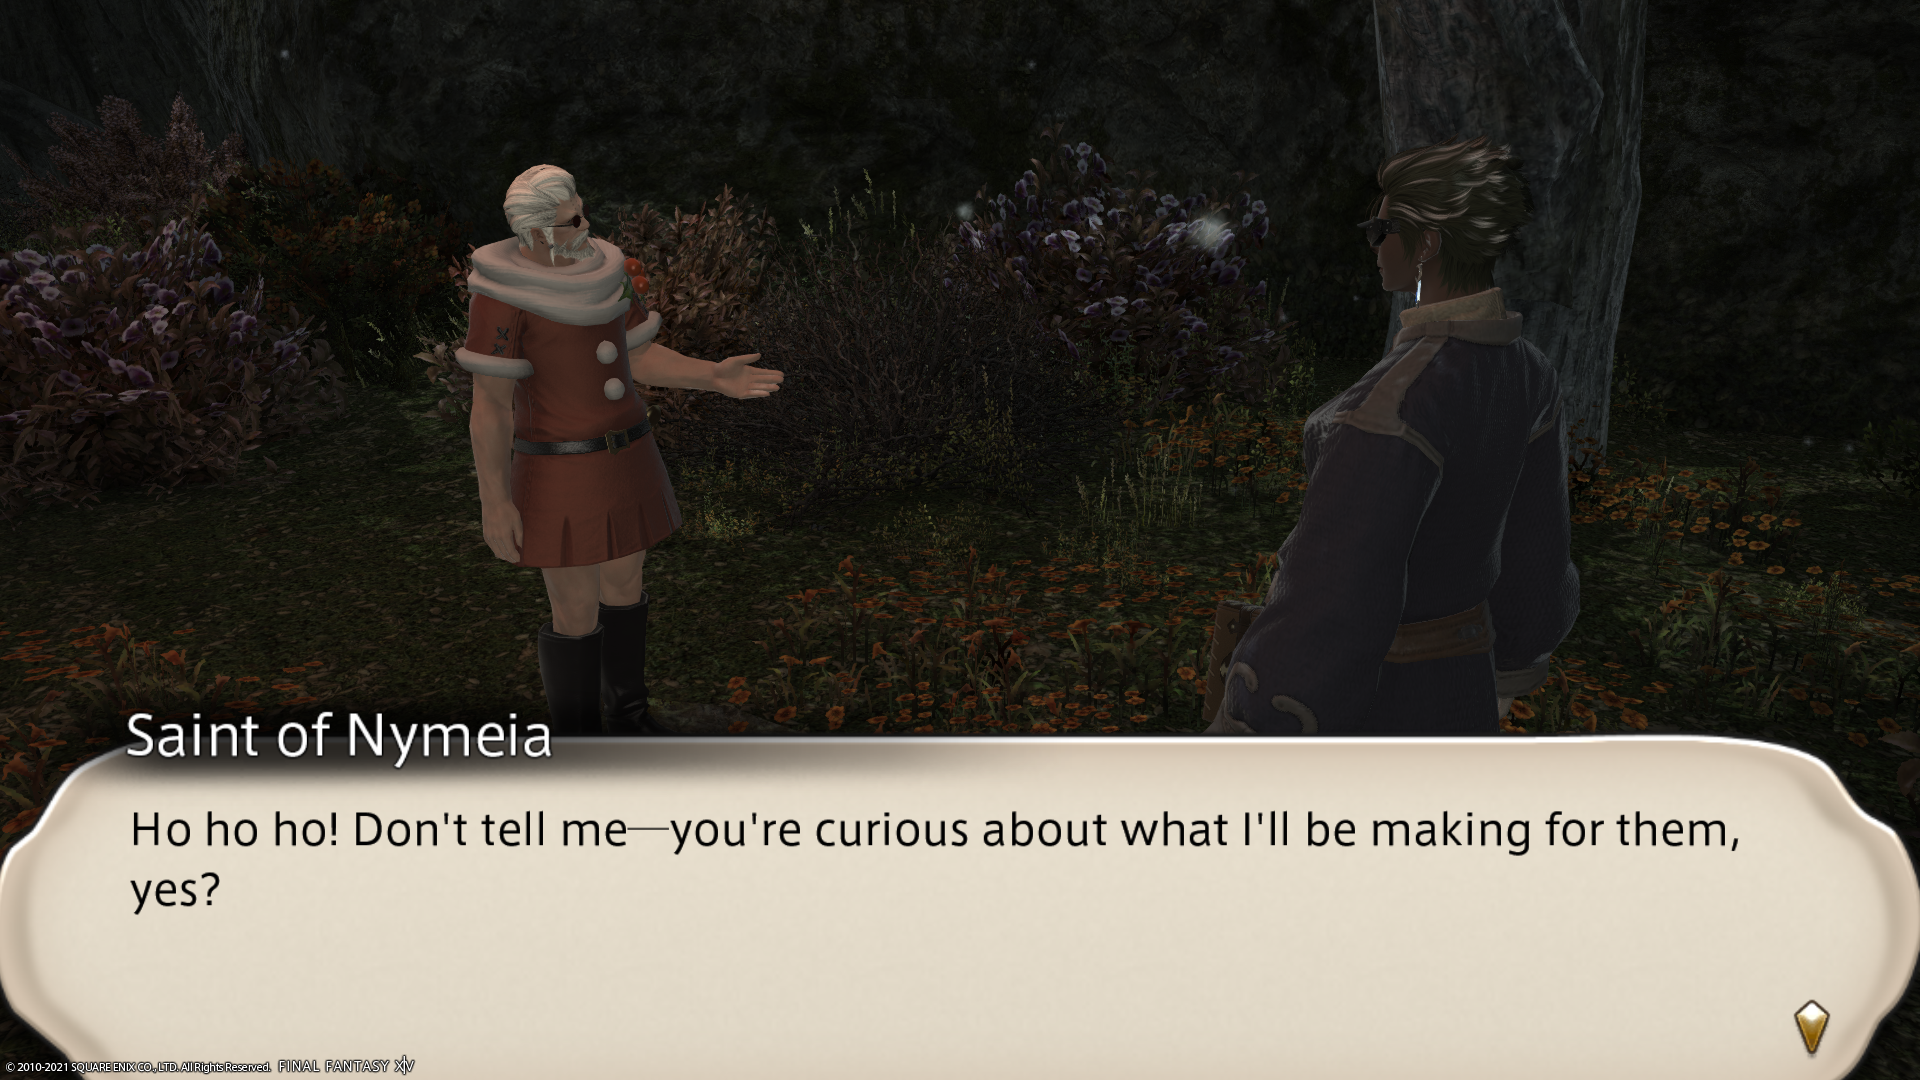 Saint of Nymeia
Ho ho ho! Don't tell me—you're curious about what I'll be making for them,
yes?
© 2010-2021 SQUARE ENIX CO., LTD. All Rights Reserved. FINAL FANTASY XIV